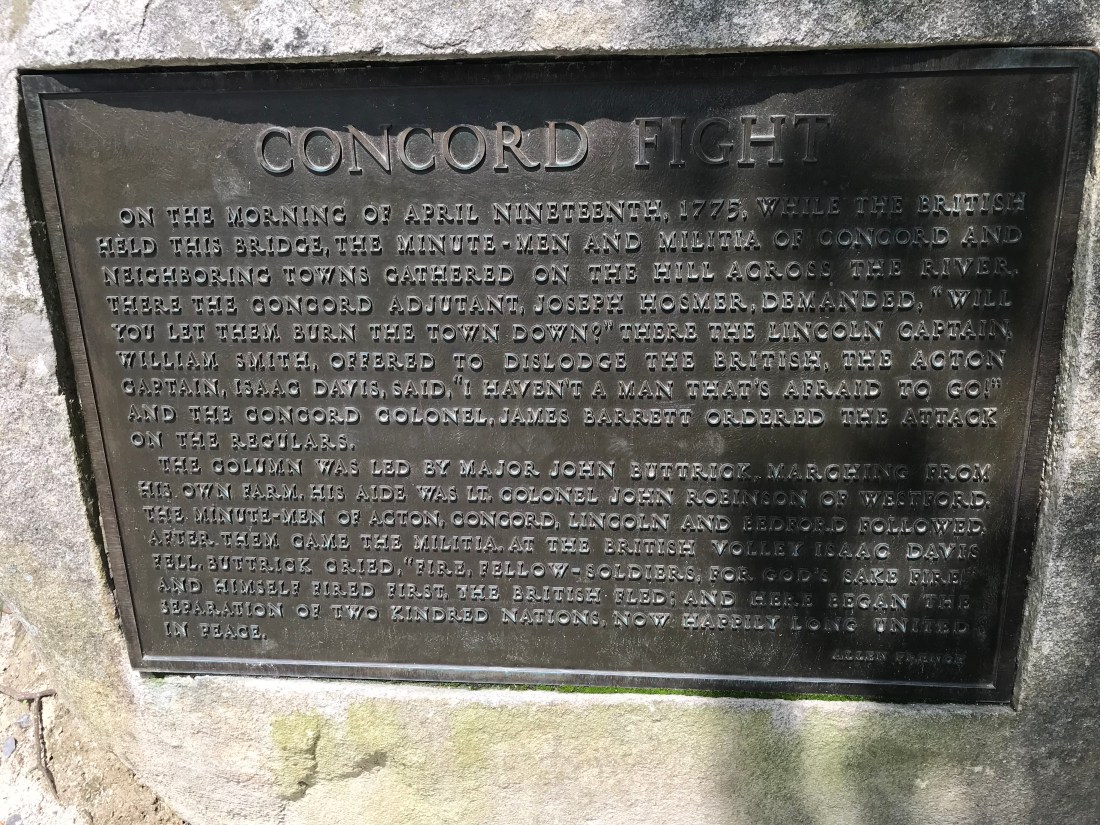 CONCORD FIGHT
ON THE MORNING OF APRIL NINETEENTH, 1775, WHILE THE BRITISH
HELD THIS BRIDGE, THE MINUTE-MEN AND MILITIA OF CONCORD AND
NEIGHBORING TOWNS GATHERED ON THE HILL ACROSS THE RIVER.
THERE THE CONCORD ADJUTANT, JOSEPH HOSMER, DEMANDED, "WILL
YOU LET THEM BURN THE TOWN DOWN?" THERE THE LINCOLN CAPTAIN,
WILLIAM SMITH, OFFERED TO DISLODGE THE BRITISH, THE ACTON
CAPTAIN, ISAAC DAVIS, SAID, "I HAVEN'T A MAN THAT'S AFRAID TO GO!"
AND THE CONCORD COLONEL, JAMES BARRETT ORDERED THE ATTACK
ON THE REGULARS.
THE COLUMN WAS LED BY MAJOR JOHN BUTTRICK, MARCHING FROM
HIS OWN FARM. HIS AIDE WAS LT. COLONEL JOHN ROBINSON OF WESTFORD.
THE MINUTE-MEN OF ACTON, CONCORD, LINCOLN AND BEDFORD FOLLOWED.
AFTER THEM CAME THE MILITIA. AT THE BRITISH VOLLEY ISAAC DAVIS
FELL. BUTTRICK CRIED, "FIRE, FELLOW-SOLDIERS, FOR GOD'S SAKE FIRE!"
AND HIMSELF FIRED FIRST. THE BRITISH FLED; AND HERE BEGAN THE
SEPARATION OF TWO KINDRED NATIONS, NOW HAPPILY LONG UNITED
IN PEACE.
ALLEN FRENCH